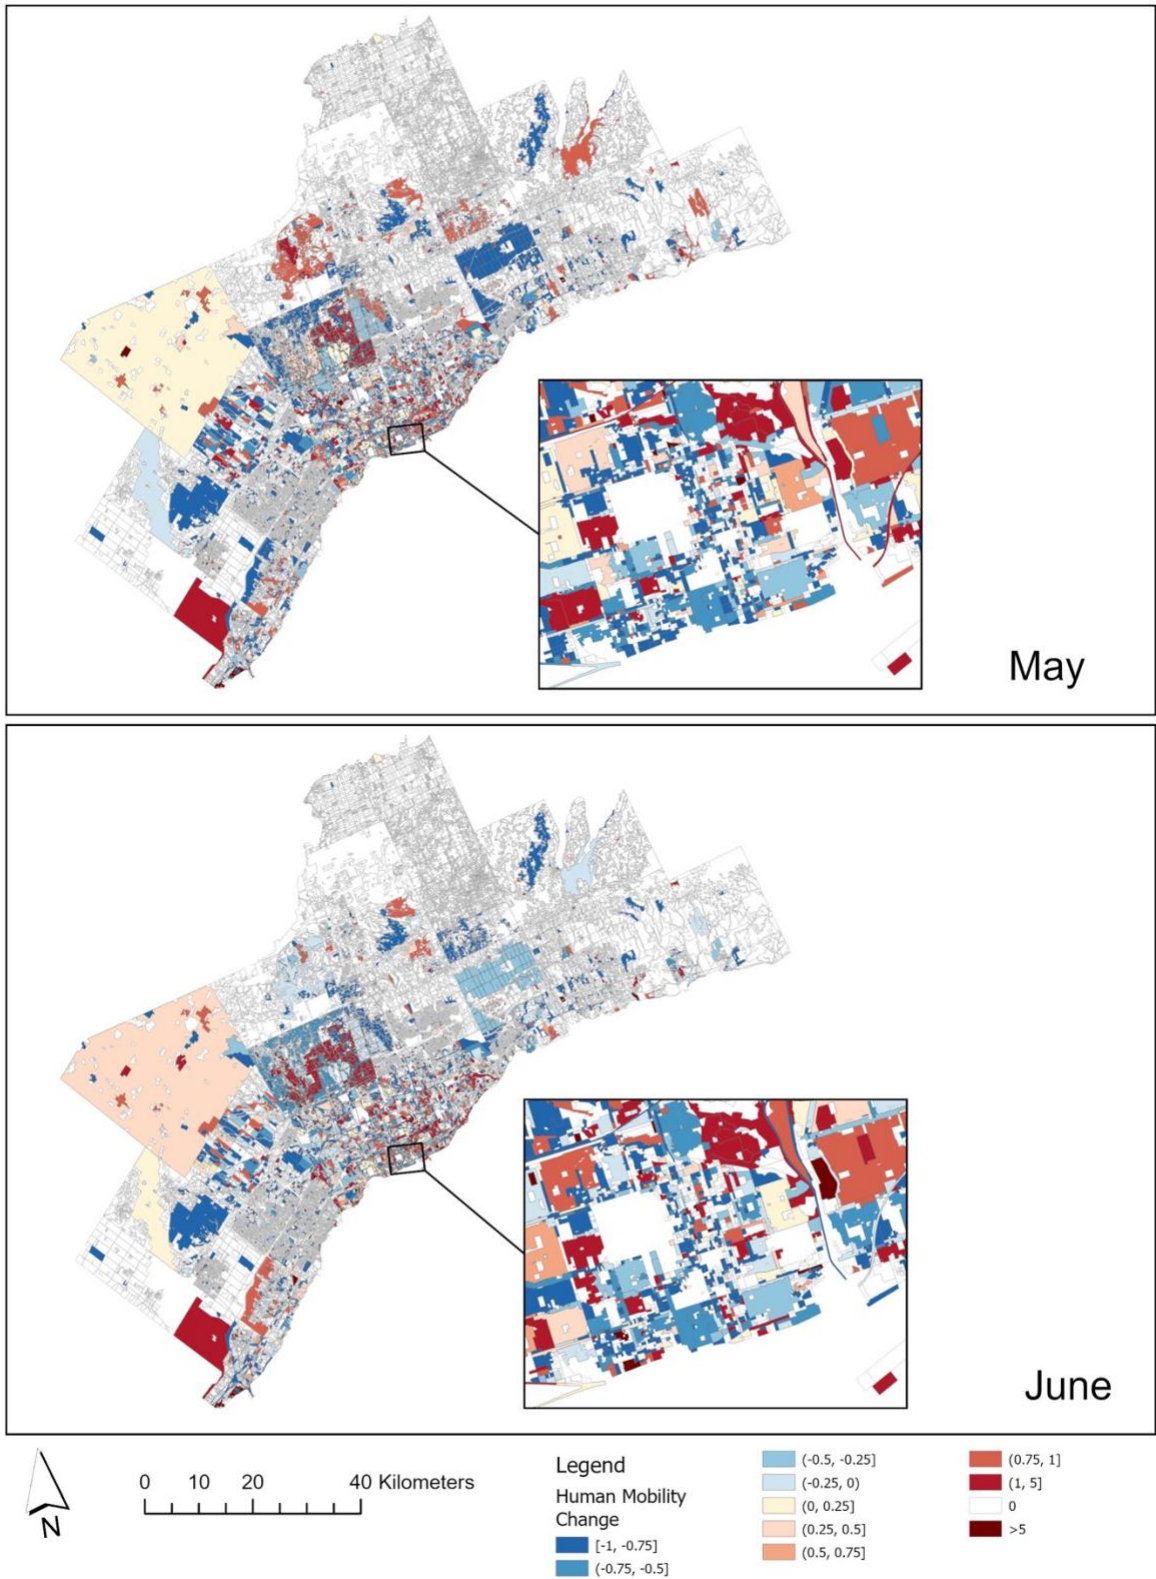 May
June
N
0 10 20 40 Kilometers
Legend
Human Mobility
Change
[-1, -0.75]
(-0.75, -0.5]
(-0.5, -0.25]
(-0.25, 0)
(0, 0.25]
(0.25, 0.5]
(0.5, 0.75]
(0.75, 1]
(1, 5]
0
>5